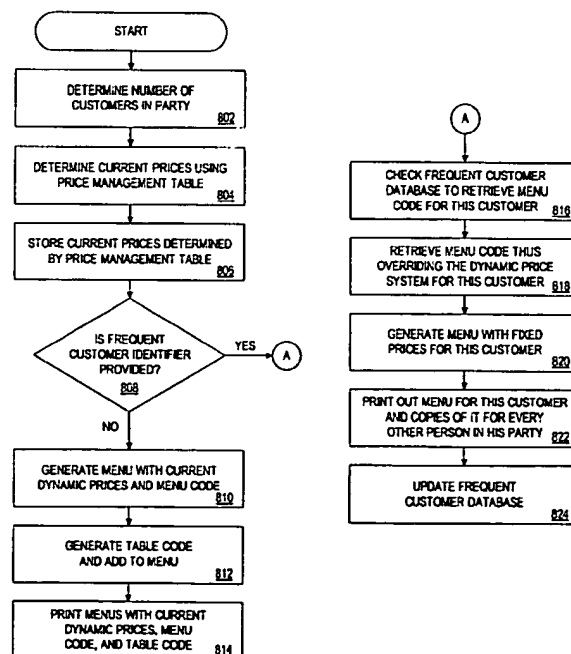 START
DETERMINE NUMBER OF
CUSTOMERS IN PARTY
802
DETERMINE CURRENT PRICES USING
PRICE MANAGEMENT TABLE
804
STORE CURRENT PRICES DETERMINED
BY PRICE MANAGEMENT TABLE
805
IS FREQUENT
CUSTOMER IDENTIFIER
PROVIDED?
808
YES
A
NO
GENERATE MENU WITH CURRENT
DYNAMIC PRICES AND MENU CODE
810
GENERATE TABLE CODE
AND ADD TO MENU
812
PRINT MENUS WITH CURRENT
DYNAMIC PRICES, MENU
CODE, AND TABLE CODE
814
A
CHECK FREQUENT CUSTOMER
DATABASE TO RETRIEVE MENU
CODE FOR THIS CUSTOMER
816
RETRIEVE MENU CODE THUS
OVERRIDING THE DYNAMIC PRICE
SYSTEM FOR THIS CUSTOMER
818
GENERATE MENU WITH FIXED
PRICES FOR THIS CUSTOMER
820
PRINT OUT MENU FOR THIS CUSTOMER
AND COPIES OF IT FOR EVERY
OTHER PERSON IN HIS PARTY
822
UPDATE FREQUENT
CUSTOMER DATABASE
824